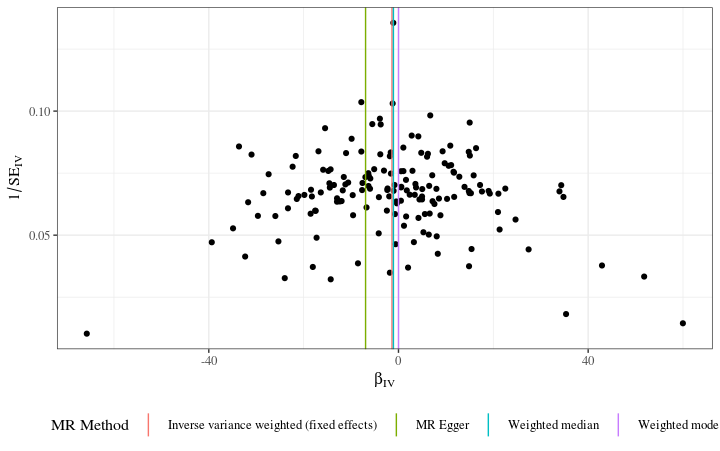 0.10
0.05
1/SE_IV
-40
0
40
β_IV
MR Method
Inverse variance weighted (fixed effects)
MR Egger
Weighted median
Weighted mode